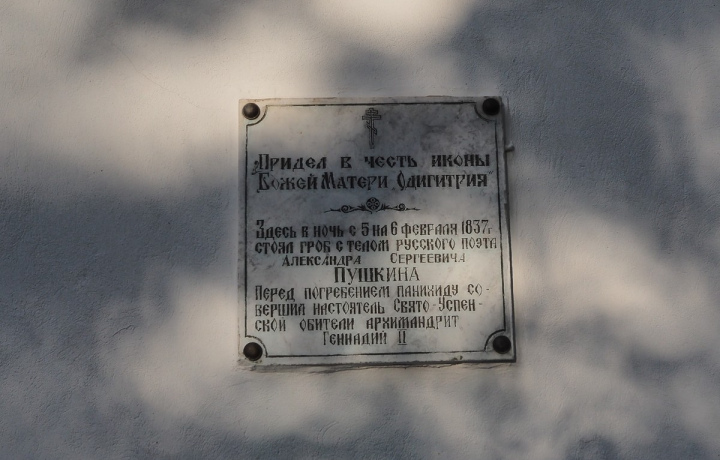 „Придел в честь иконы
Божей Матери „Одигитрия"
Здесь в ночь с 5 на 6 февраля 1837г
стоял гроб с телом русского поэта
Александра Сергеевича
Пушкина
Перед погребением панихиду со-
вершил настоятель Свято-Успен-
ской обители архимандрит
Геннадий II